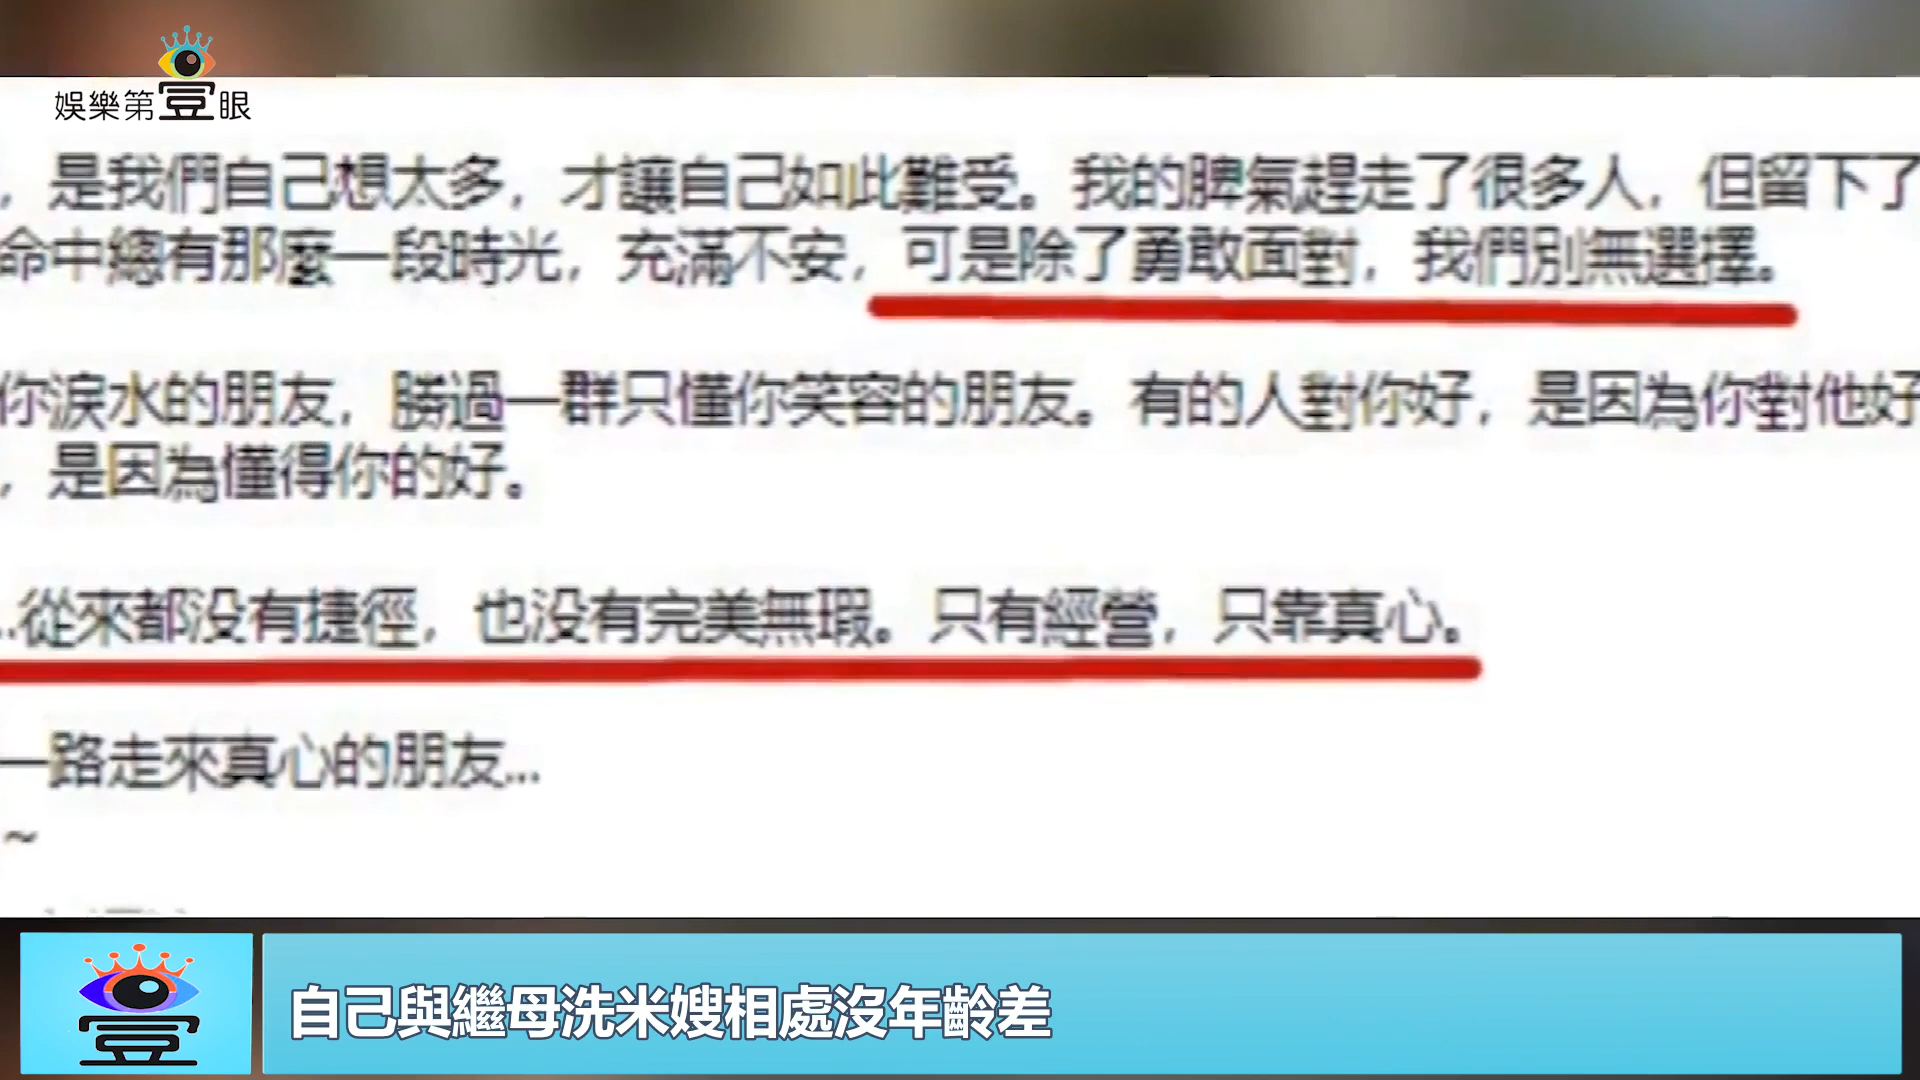 娛樂第壹眼
，是我們自己想太多，才讓自己如此難受。我的脾氣趕走了很多人，但留下了
命中總有那麼一段時光，充滿不安，可是除了勇敢面對，我們別無選擇。
你淚水的朋友，勝過一群只懂你笑容的朋友。有的人對你好，是因為你對他好
，是因為懂得你的好。
..從來都没有捷徑，也没有完美無瑕。只有經營，只靠真心。
一路走來真心的朋友...
~
壹
自己與繼母洗米嫂相處沒年齡差